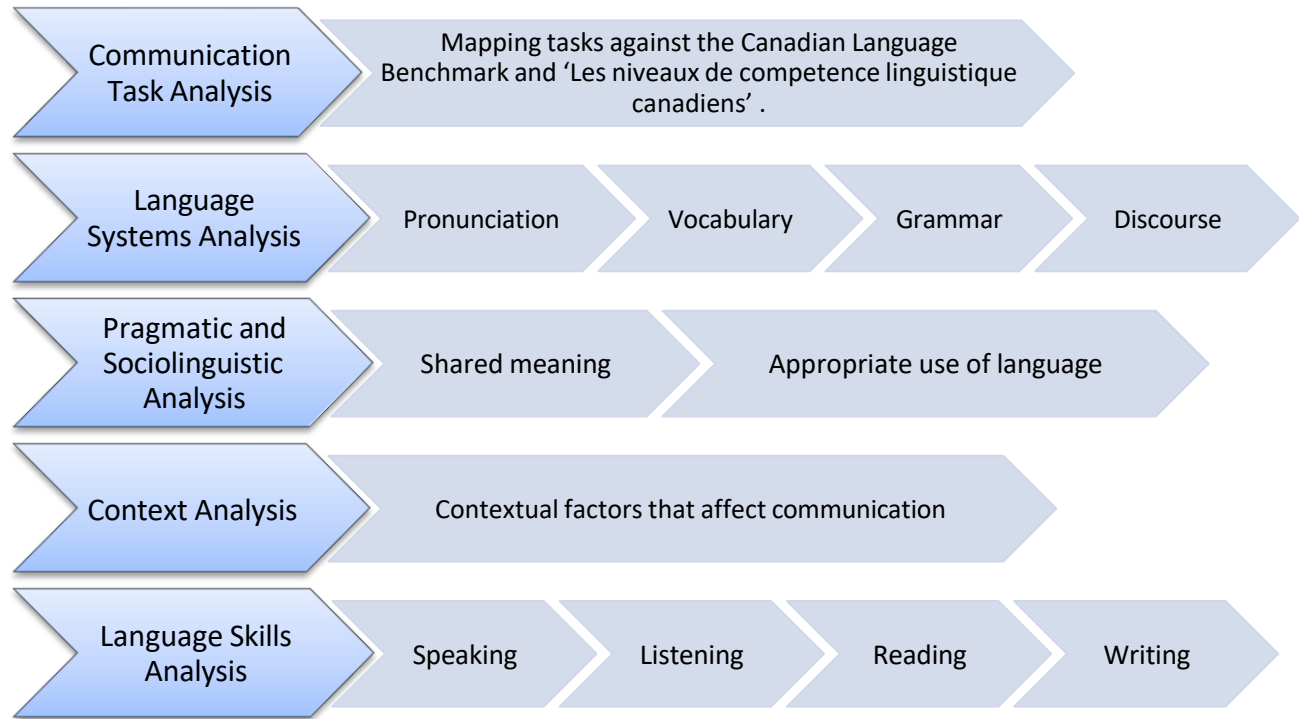 Communication
Task Analysis
Mapping tasks against the Canadian Language
Benchmark and ‘Les niveaux de competence linguistique
canadiens’ .
Language
Systems Analysis
Pronunciation
Vocabulary
Grammar
Discourse
Pragmatic and
Sociolinguistic
Analysis
Shared meaning
Appropriate use of language
Context Analysis
Contextual factors that affect communication
Language Skills
Analysis
Speaking
Listening
Reading
Writing